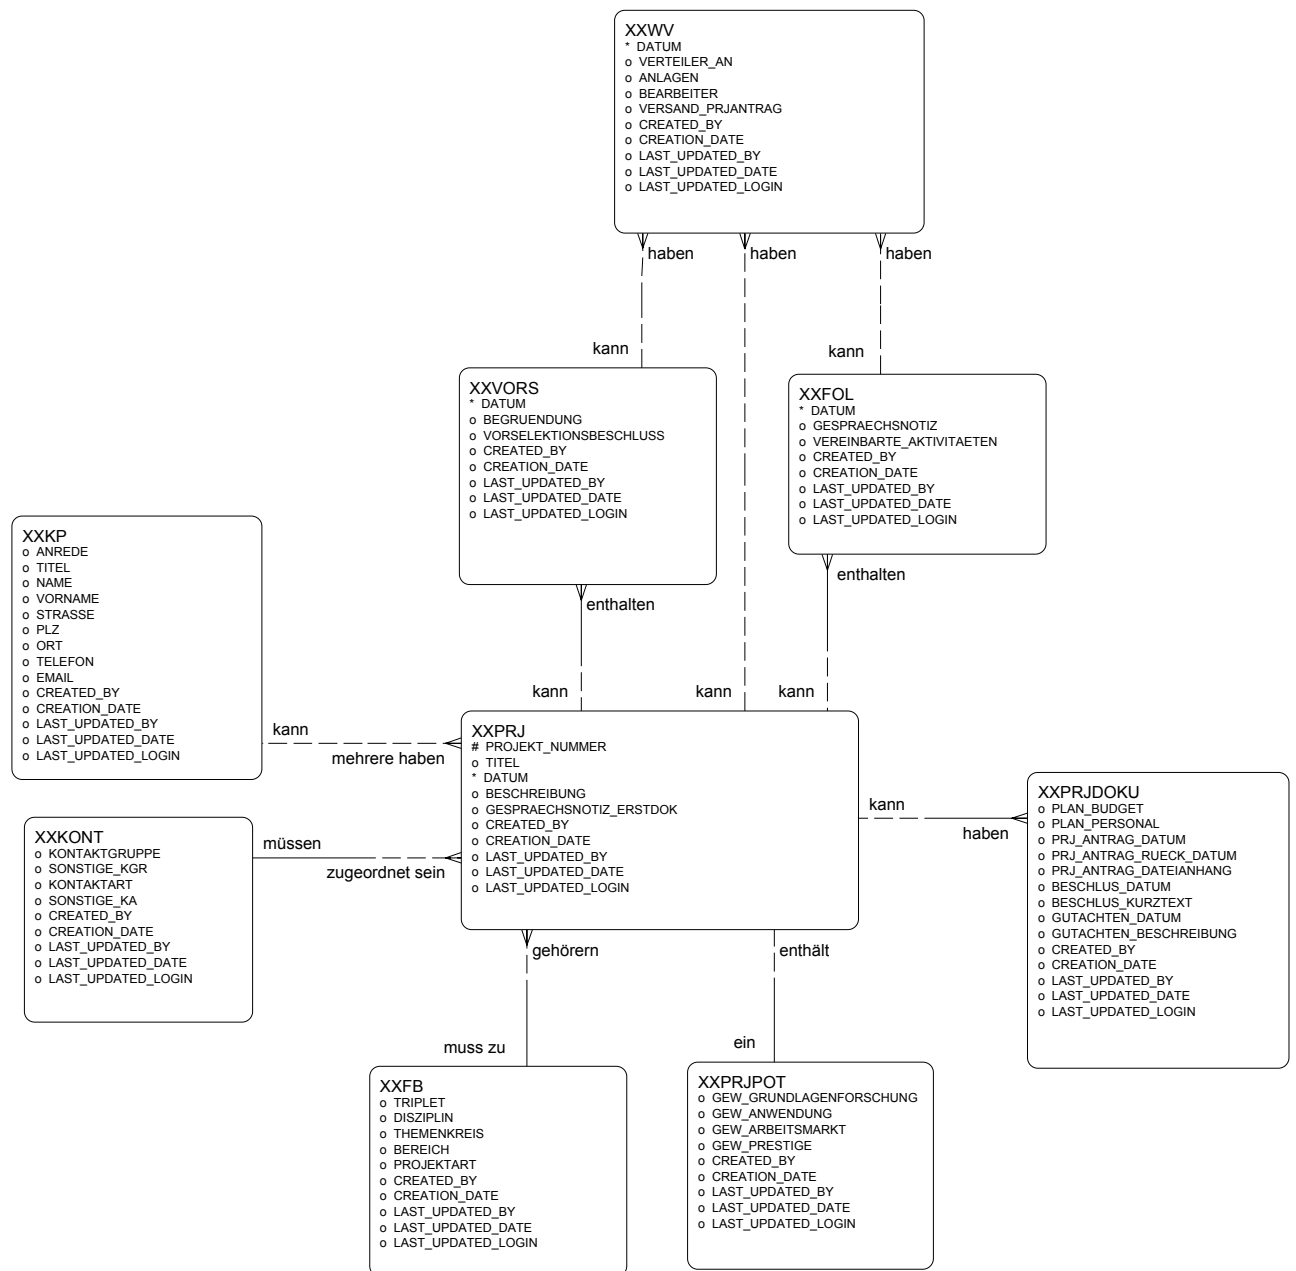 XXWV
* DATUM
o VERTEILER_AN
o ANLAGEN
o BEARBEITER
o VERSAND_PRJANTRAG
o CREATED_BY
o CREATION_DATE
o LAST_UPDATED_BY
o LAST_UPDATED_DATE
o LAST_UPDATED_LOGIN
haben
haben
haben
kann
kann
XXVORS
* DATUM
o BEGRUENDUNG
o VORSELEKTIONSBESCHLUSS
o CREATED_BY
o CREATION_DATE
o LAST_UPDATED_BY
o LAST_UPDATED_DATE
o LAST_UPDATED_LOGIN
XXFOL
* DATUM
o GESPRAECHSNOTIZ
o VEREINBARTE_AKTIVITAETEN
o CREATED_BY
o CREATION_DATE
o LAST_UPDATED_BY
o LAST_UPDATED_DATE
o LAST_UPDATED_LOGIN
XXKP
o ANREDE
o TITEL
o NAME
o VORNAME
o STRASSE
o PLZ
o ORT
o TELEFON
o EMAIL
o CREATED_BY
o CREATION_DATE
o LAST_UPDATED_BY
o LAST_UPDATED_DATE
o LAST_UPDATED_LOGIN
enthalten
enthalten
kann
kann
kann
kann
mehrere haben
XXPRJ
# PROJEKT_NUMMER
o TITEL
* DATUM
o BESCHREIBUNG
o GESPRAECHSNOTIZ_ERSTDOK
o CREATED_BY
o CREATION_DATE
o LAST_UPDATED_BY
o LAST_UPDATED_DATE
o LAST_UPDATED_LOGIN
kann
haben
XXPRJDOKU
o PLAN_BUDGET
o PLAN_PERSONAL
o PRJ_ANTRAG_DATUM
o PRJ_ANTRAG_RUECK_DATUM
o PRJ_ANTRAG_DATEIANHANG
o BESCHLUS_DATUM
o BESCHLUS_KURZTEXT
o GUTACHTEN_DATUM
o GUTACHTEN_BESCHREIBUNG
o CREATED_BY
o CREATION_DATE
o LAST_UPDATED_BY
o LAST_UPDATED_DATE
o LAST_UPDATED_LOGIN
XXKONT
o KONTAKTGRUPPE
o SONSTIGE_KGR
o KONTAKTART
o SONSTIGE_KA
o CREATED_BY
o CREATION_DATE
o LAST_UPDATED_BY
o LAST_UPDATED_DATE
o LAST_UPDATED_LOGIN
müssen
zugeordnet sein
gehörern
enthält
muss zu
ein
XXFB
o TRIPLET
o DISZIPLIN
o THEMENKREIS
o BEREICH
o PROJEKTART
o CREATED_BY
o CREATION_DATE
o LAST_UPDATED_BY
o LAST_UPDATED_DATE
o LAST_UPDATED_LOGIN
XXPRJPOT
o GEW_GRUNDLAGENFORSCHUNG
o GEW_ANWENDUNG
o GEW_ARBEITSMARKT
o GEW_PRESTIGE
o CREATED_BY
o CREATION_DATE
o LAST_UPDATED_BY
o LAST_UPDATED_DATE
o LAST_UPDATED_LOGIN